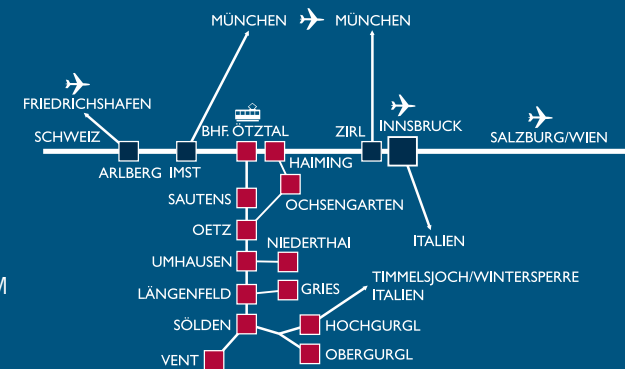 MÜNCHEN MÜNCHEN
FRIEDRICHSHAFEN
SCHWEIZ
BHF. ÖTZTAL
ZIRL
INNSBRUCK
SALZBURG/WIEN
ARLBERG IMST
HAIMING
SAUTENS
OCHSENGARTEN
OETZ
NIEDERTHAI
ITALIEN
UMHAUSEN
TIMMELSJOCH/WINTERSPERRE
ITALIEN
M
LÄNGENFELD
GRIES
SÖLDEN
HOCHGURGL
OBERGURGL
VENT